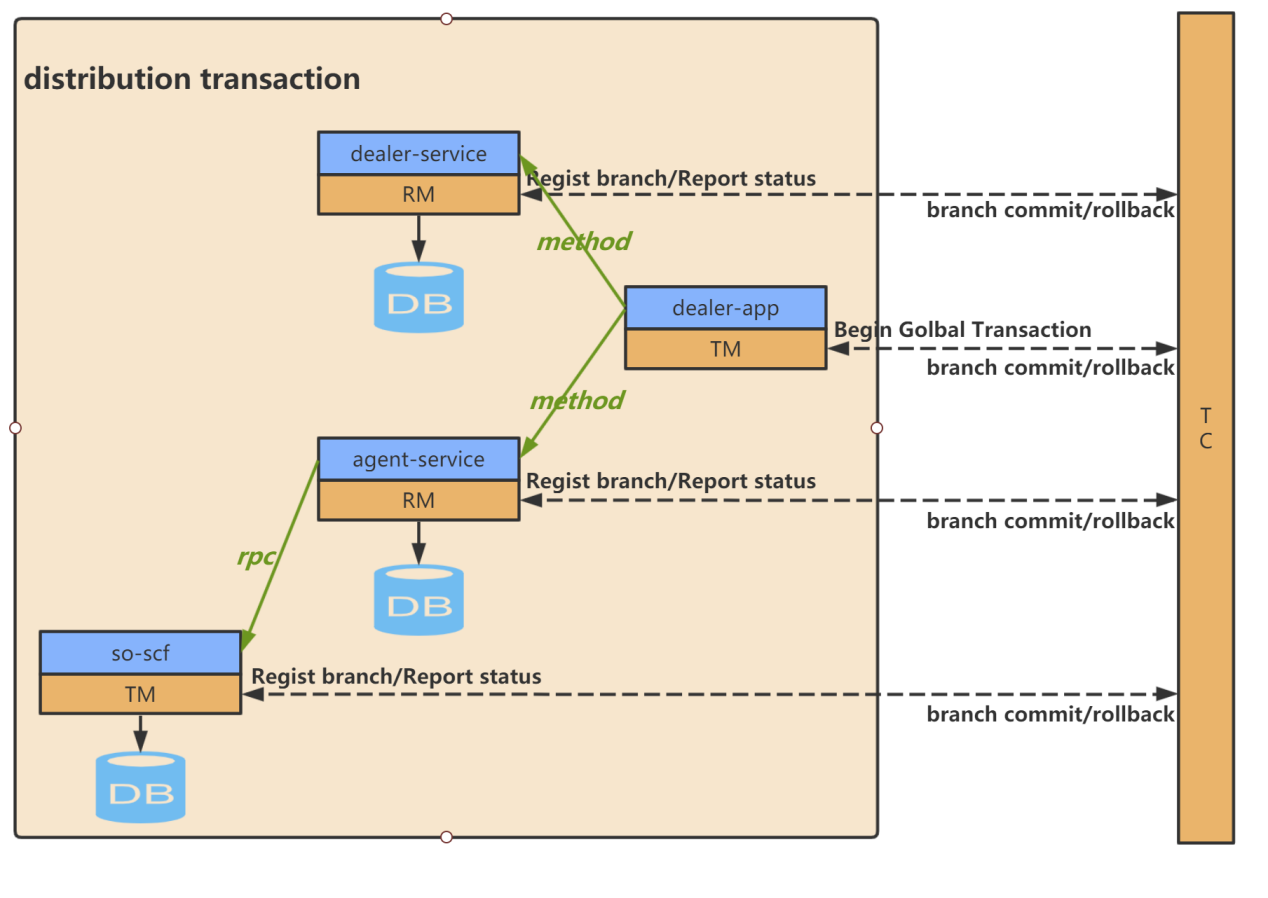 distribution transaction
dealer-service
RM
Regist branch/Report status
branch commit/rollback
method
DB
dealer-app
TM
Begin Golbal Transaction
branch commit/rollback
method
agent-service
RM
Regist branch/Report status
branch commit/rollback
rpc
DB
so-scf
TM
Regist branch/Report status
branch commit/rollback
DB
T
C